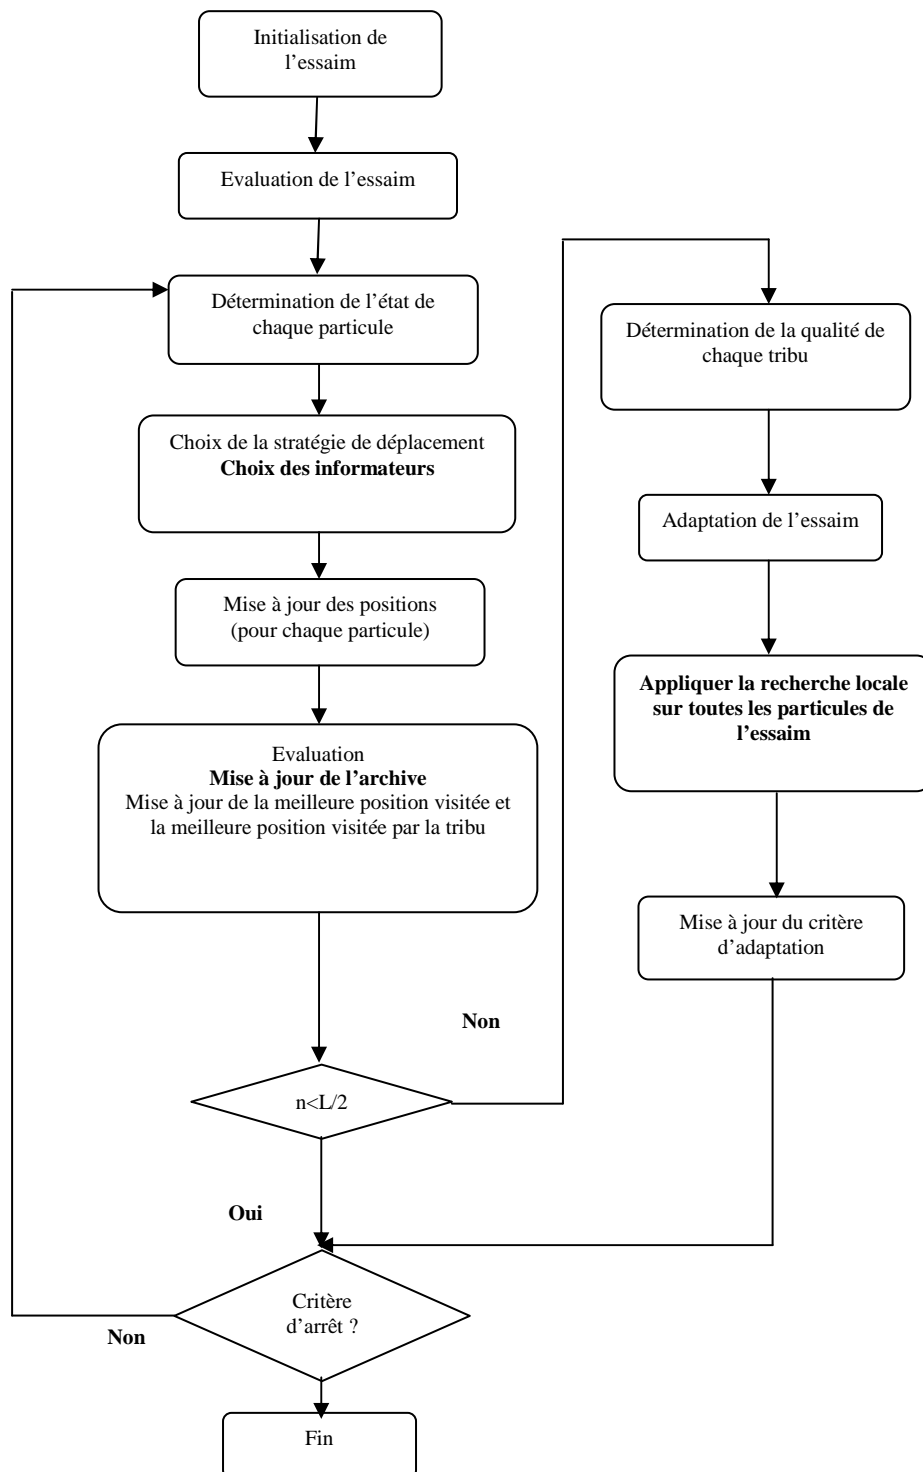 Initialisation de
l’essaim
Evaluation de l’essaim
Détermination de l’état de
chaque particule
Choix de la stratégie de déplacement
Choix des informateurs
Mise à jour des positions
(pour chaque particule)
Evaluation
Mise à jour de l’archive
Mise à jour de la meilleure position visitée et
la meilleure position visitée par la tribu
n<L/2
Non
Oui
Détermination de la qualité de
chaque tribu
Adaptation de l’essaim
Appliquer la recherche locale
sur toutes les particules de
l’essaim
Mise à jour du critère
d’adaptation
Critère
d’arrêt ?
Non
Fin